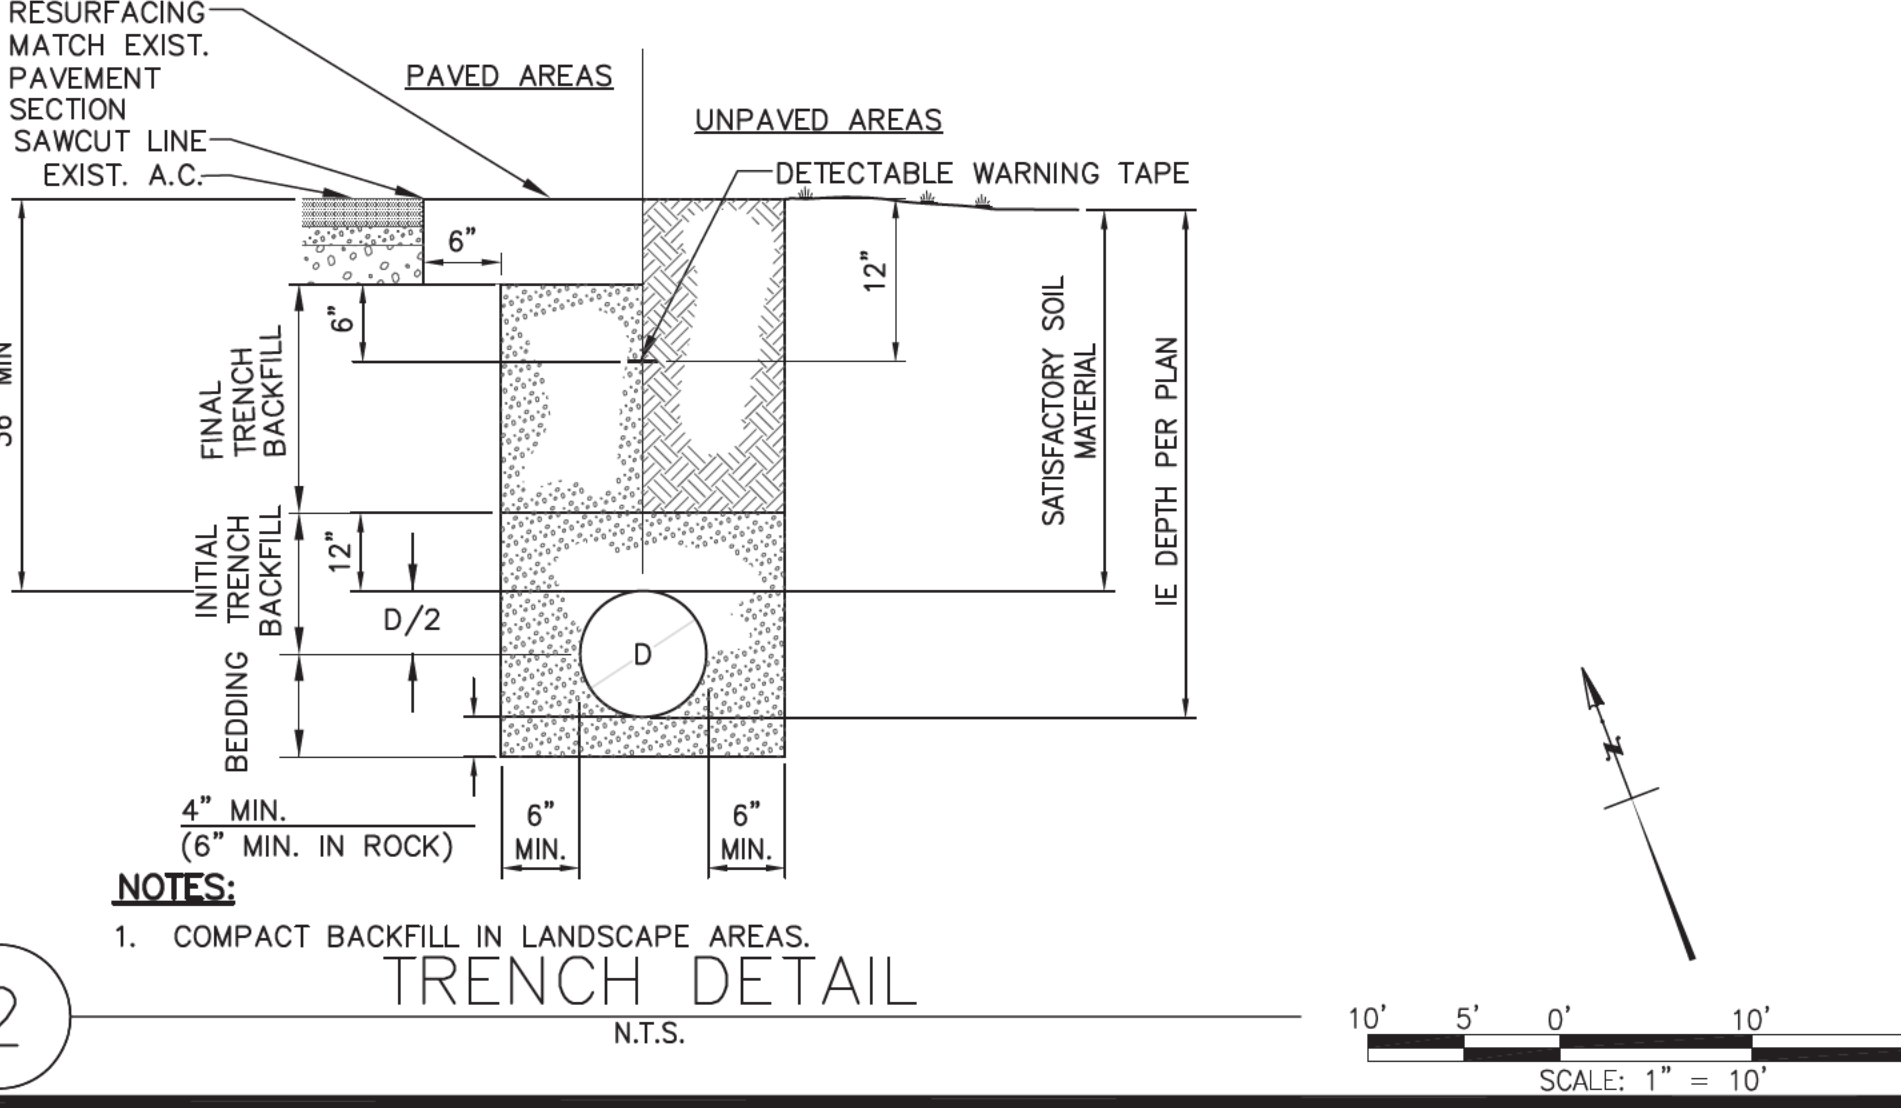 RESURFACING
MATCH EXIST.
PAVEMENT
SECTION
SAWCUT LINE
EXIST. A.C.
PAVED AREAS
UNPAVED AREAS
DETECTABLE WARNING TAPE
6"
6"
12"
MIN
FINAL
TRENCH
BACKFILL
INITIAL
TRENCH
BACKFILL
12"
D/2
D
BEDDING
SATISFACTORY SOIL
MATERIAL
IE DEPTH PER PLAN
4" MIN.
(6" MIN. IN ROCK)
6"
MIN.
6"
MIN.
NOTES:
1. COMPACT BACKFILL IN LANDSCAPE AREAS.
2
TRENCH DETAIL
N.T.S.
N
10' 5' 0' 10'
SCALE: 1" = 10'